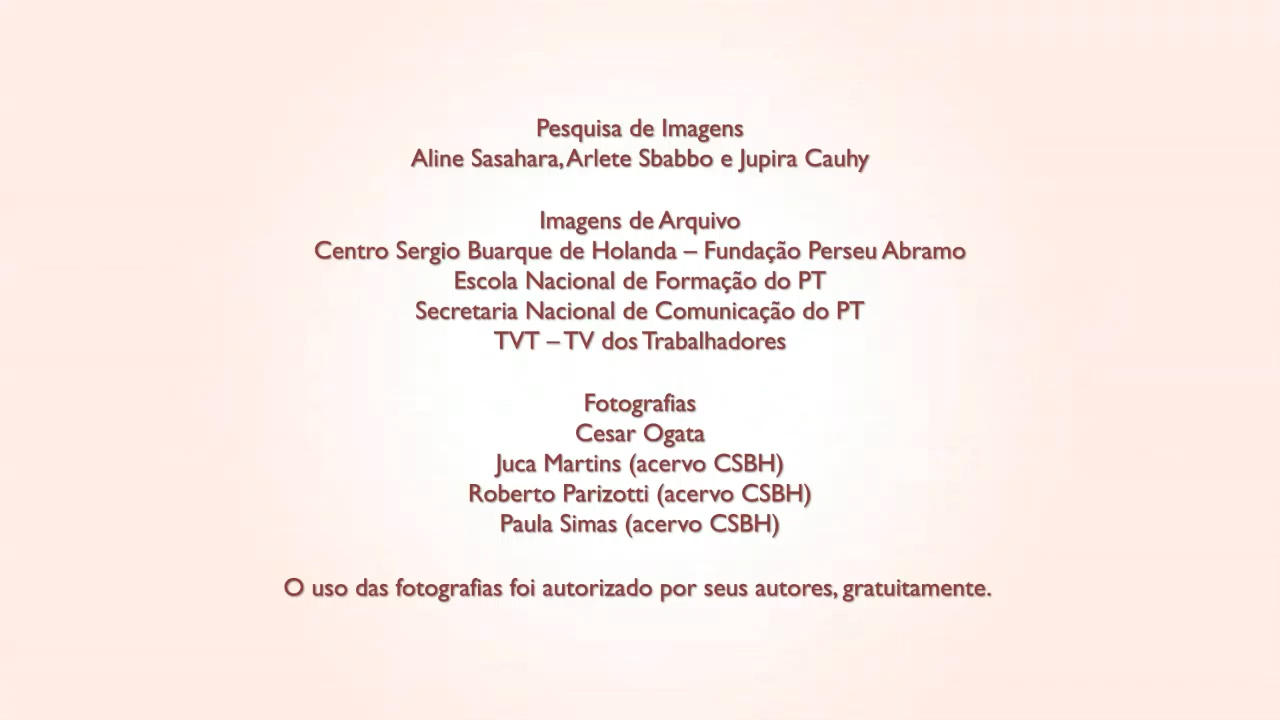 Pesquisa de Imagens
Aline Sasahara, Arlete Sbabbo e Jupira Cauhy
Imagens de Arquivo
Centro Sergio Buarque de Holanda – Fundação Perseu Abramo
Escola Nacional de Formação do PT
Secretaria Nacional de Comunicação do PT
TVT – TV dos Trabalhadores
Fotografias
Cesar Ogata
Juca Martins (acervo CSBH)
Roberto Parizotti (acervo CSBH)
Paula Simas (acervo CSBH)
O uso das fotografias foi autorizado por seus autores, gratuitamente.